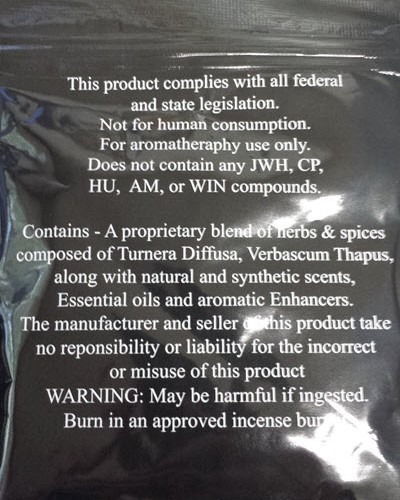 This product complies with all federal
and state legislation.
Not for human consumption.
For aromatheraphy use only.
Does not contain any JWH, CP,
HU, AM, or WIN compounds.
Contains - A proprietary blend of herbs & spices
composed of Turnera Diffusa, Verbascum Thapus,
along with natural and synthetic scents,
Essential oils and aromatic Enhancers.
The manufacturer and seller of this product take
no reponsibility or liability for the incorrect
or misuse of this product
WARNING: May be harmful if ingested.
Burn in an approved incense